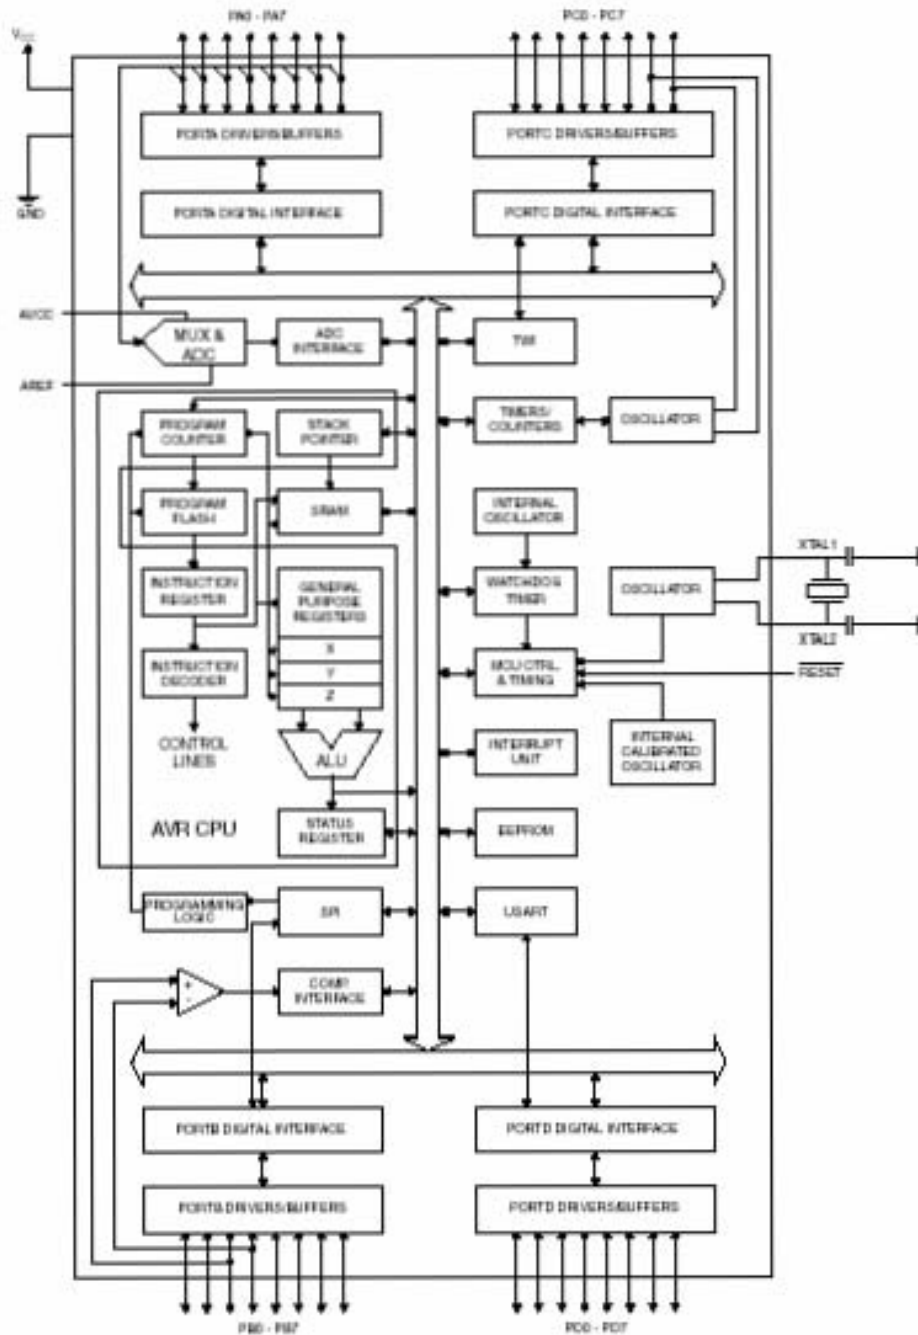 PA0 - PA7
PC0 - PC7
VCC
GND
PORTA DRIVERS/BUFFERS
PORTC DRIVERS/BUFFERS
PORTA DIGITAL INTERFACE
PORTC DIGITAL INTERFACE
AVCC
MUX &
ADC
ADC
INTERFACE
TWI
AREF
PROGRAM
COUNTER
STACK
POINTER
TIMERS/
COUNTERS
OSCILLATOR
PROGRAM
FLASH
SRAM
INTERNAL
OSCILLATOR
XTAL1
INSTRUCTION
REGISTER
GENERAL
PURPOSE
REGISTERS
WATCHDOG
TIMER
OSCILLATOR
X
XTAL2
INSTRUCTION
DECODER
Y
MCU CTRL.
& TIMING
RESET
Z
CONTROL
LINES
ALU
INTERRUPT
UNIT
INTERNAL
CALIBRATED
OSCILLATOR
AVR CPU
STATUS
REGISTER
EEPROM
PROGRAMMING
LOGIC
SPI
USART
+
-
COMP.
INTERFACE
PORTB DIGITAL INTERFACE
PORTD DIGITAL INTERFACE
PORTB DRIVERS/BUFFERS
PORTD DRIVERS/BUFFERS
PB0 - PB7
PD0 - PD7